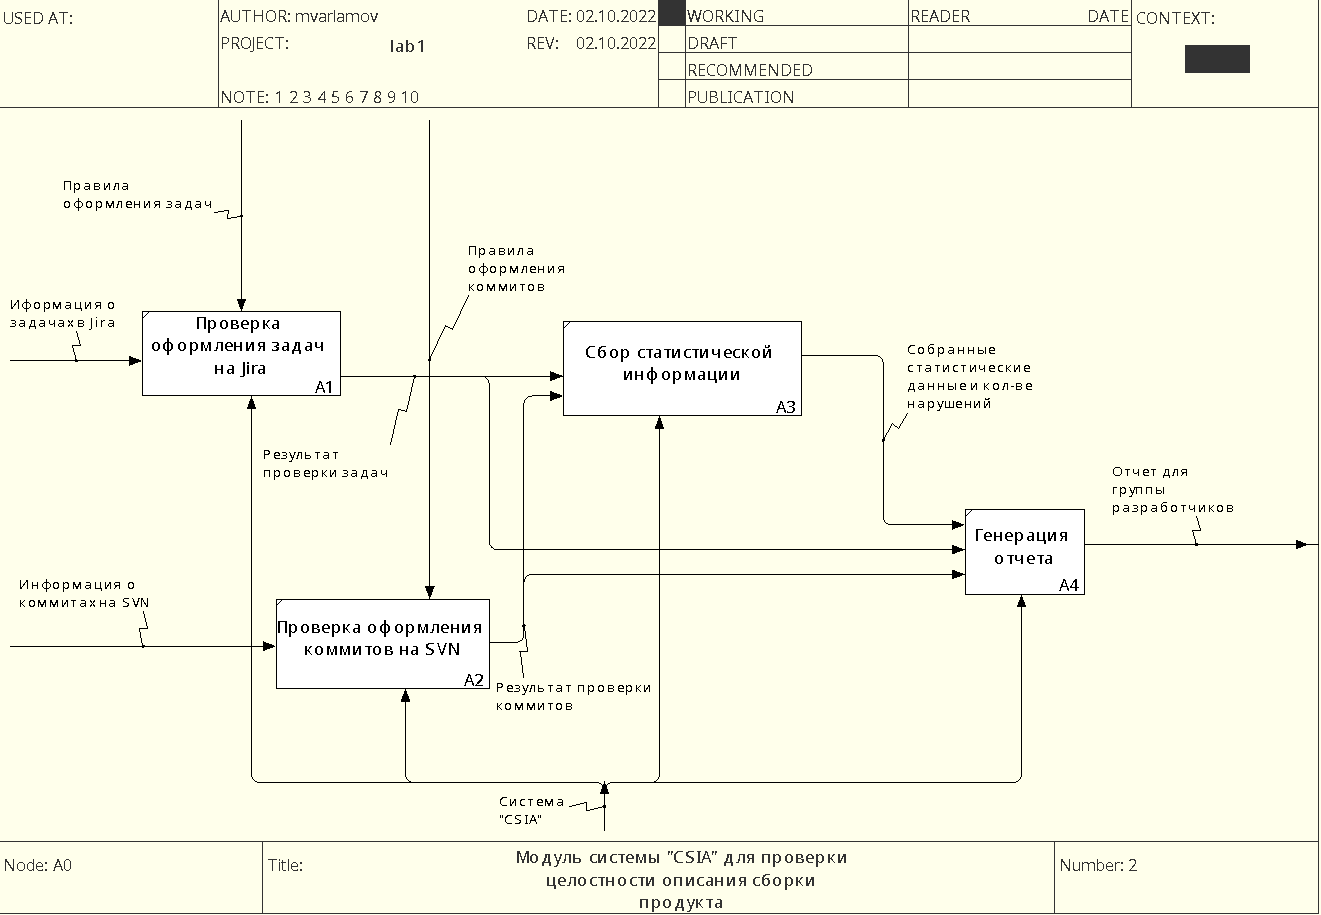 USED AT:
AUTHOR: mvarlamov
DATE: 02.10.2022
PROJECT:
lab1
REV: 02.10.2022
NOTE: 1 2 3 4 5 6 7 8 9 10
WORKING
DRAFT
RECOMMENDED
PUBLICATION
READER
DATE
CONTEXT:
Правила
оформления задач
Правила
оформления
коммитов
Иформация о
задачах в Jira
Проверка
оформления задач
на Jira
A1
Сбор статистической
информации
A3
Собранные
статистические
данные и кол-ве
нарушений
Результат
проверки задач
Отчет для
группы
разработчиков
Генерация
отчета
A4
Информация о
коммитах на SVN
Проверка оформления
коммитов на SVN
A2
Результат проверки
коммитов
Система
"CSIA"
Node: A0
Title:
Модуль системы "CSIA" для проверки
целостности описания сборки
продукта
Number: 2